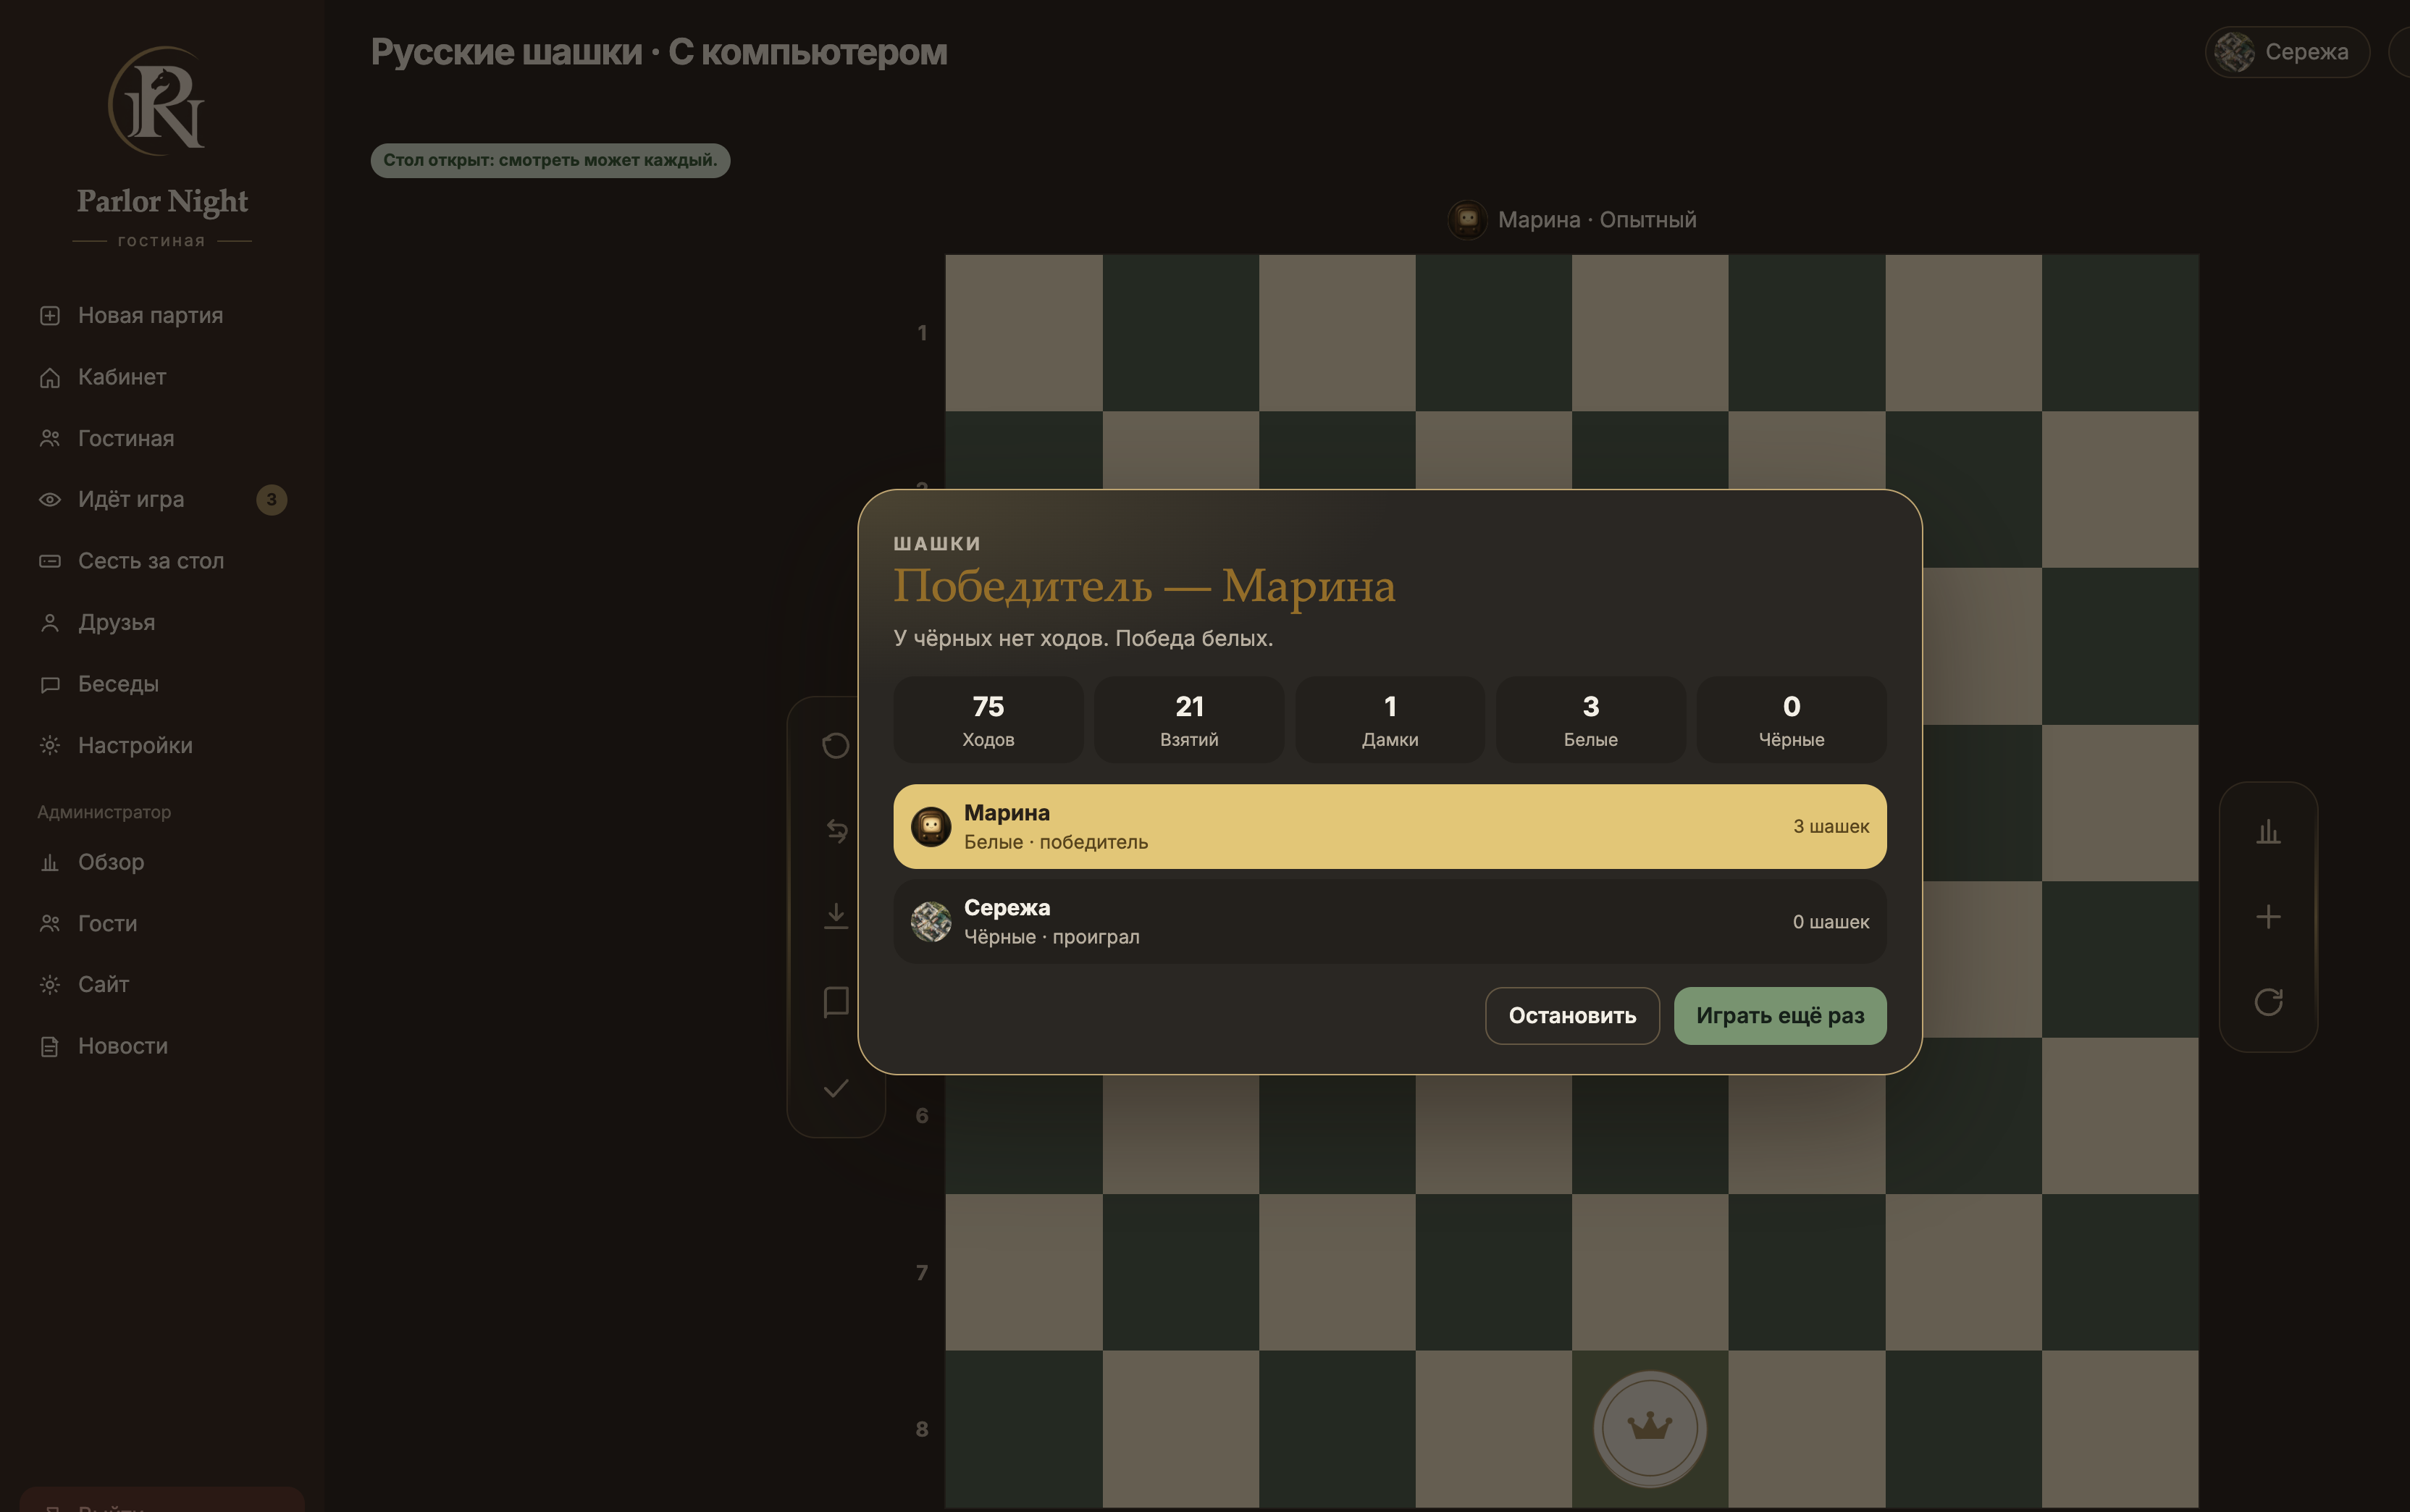 Parlor Night
гостиная
Новая партия
Кабинет
Гостиная
Идёт игра 3
Сесть за стол
Друзья
Беседы
Настройки
Администратор
Обзор
Гости
Сайт
Новости
Русские шашки · С компьютером
Сережа
Стол открыт: смотреть может каждый.
Марина · Опытный
1
ШАШКИ
Победитель — Марина
У чёрных нет ходов. Победа белых.
75 21 1 3 0
Ходов Взятий Дамки Белые Чёрные
Марина
Белые · победитель
3 шашек
Сережа
Чёрные · проиграл
0 шашек
Остановить Играть ещё раз
6
7
8